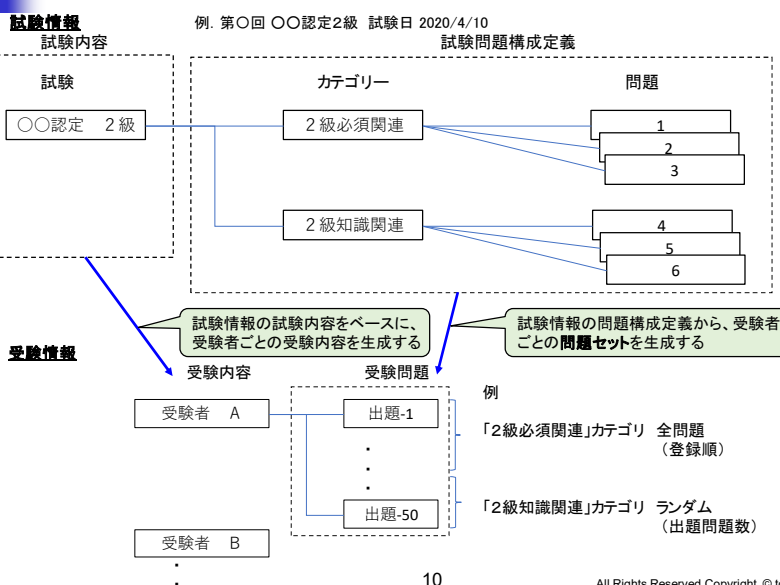 試験情報
例. 第〇回 〇〇認定2級 試験日 2020/4/10
試験内容
試験問題構成定義
試験
カテゴリー
問題
〇〇認定 2級
2級必須関連
1
2
3
2級知識関連
4
5
6
試験情報の試験内容をベースに、
受験者ごとの受験内容を生成する
試験情報の問題構成定義から、受験者
ごとの問題セットを生成する
受験情報
受験内容
受験問題
例
受験者 A
出題-1
「2級必須関連」カテゴリ 全問題
(登録順)
・
・
・
出題-50
「2級知識関連」カテゴリ ランダム
(出題問題数)
受験者 B
・
・
10
All Rights Reserved Copyright ©